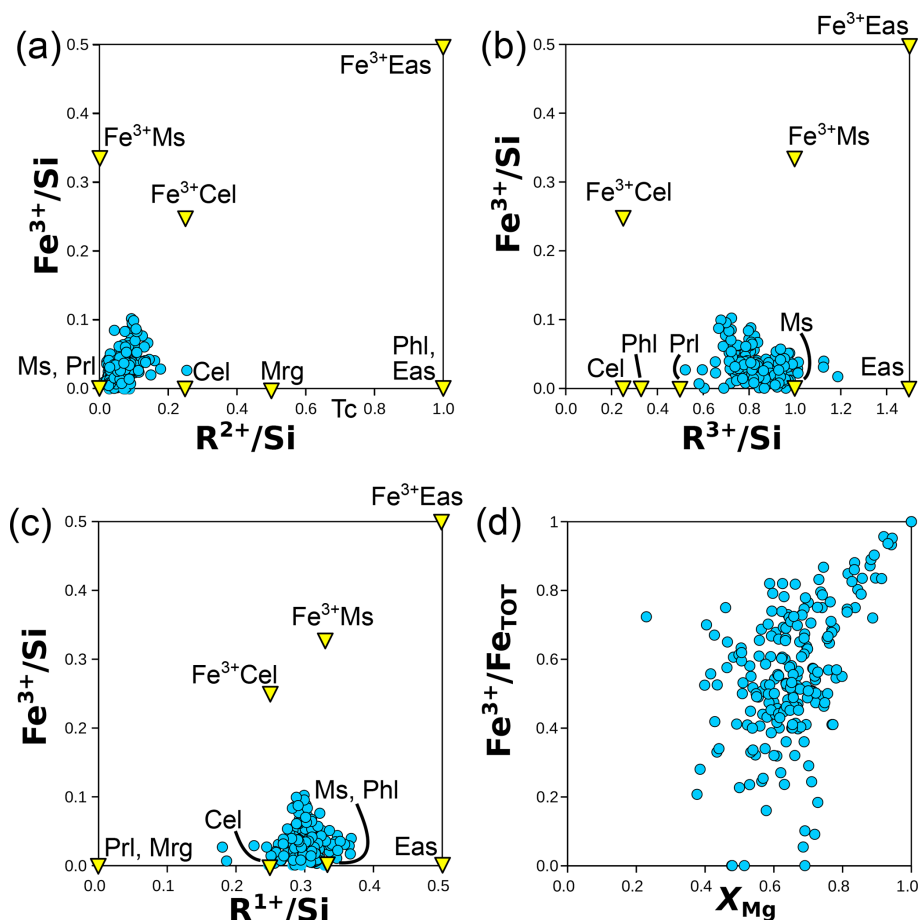 (a)
Fe³⁺/Si
0.5
0.4
0.3
0.2
0.1
0.0
Fe³⁺Eas
Fe³⁺Ms
Fe³⁺Cel
Ms, Prl
Cel
Mrg
Phl,
Eas
Tc
0.0 0.2 0.4 0.6 0.8 1.0
R²⁺/Si
(b)
Fe³⁺/Si
0.5
0.4
0.3
0.2
0.1
0.0
Fe³⁺Eas
Fe³⁺Ms
Fe³⁺Cel
Cel
Phl
Prl
Ms
Eas
0.0 0.2 0.4 0.6 0.8 1.0 1.2 1.4
R³⁺/Si
(c)
Fe³⁺/Si
0.5
0.4
0.3
0.2
0.1
0.0
Fe³⁺Eas
Fe³⁺Ms
Fe³⁺Cel
Ms, Phl
Cel
Prl, Mrg
Eas
0.0 0.2 0.3 0.4 0.5
R¹⁺/Si
(d)
Fe³⁺/Fe_TOT
1
0.8
0.6
0.4
0.2
0.0
0.0 0.2 0.4 0.6 0.8 1.0
X_Mg